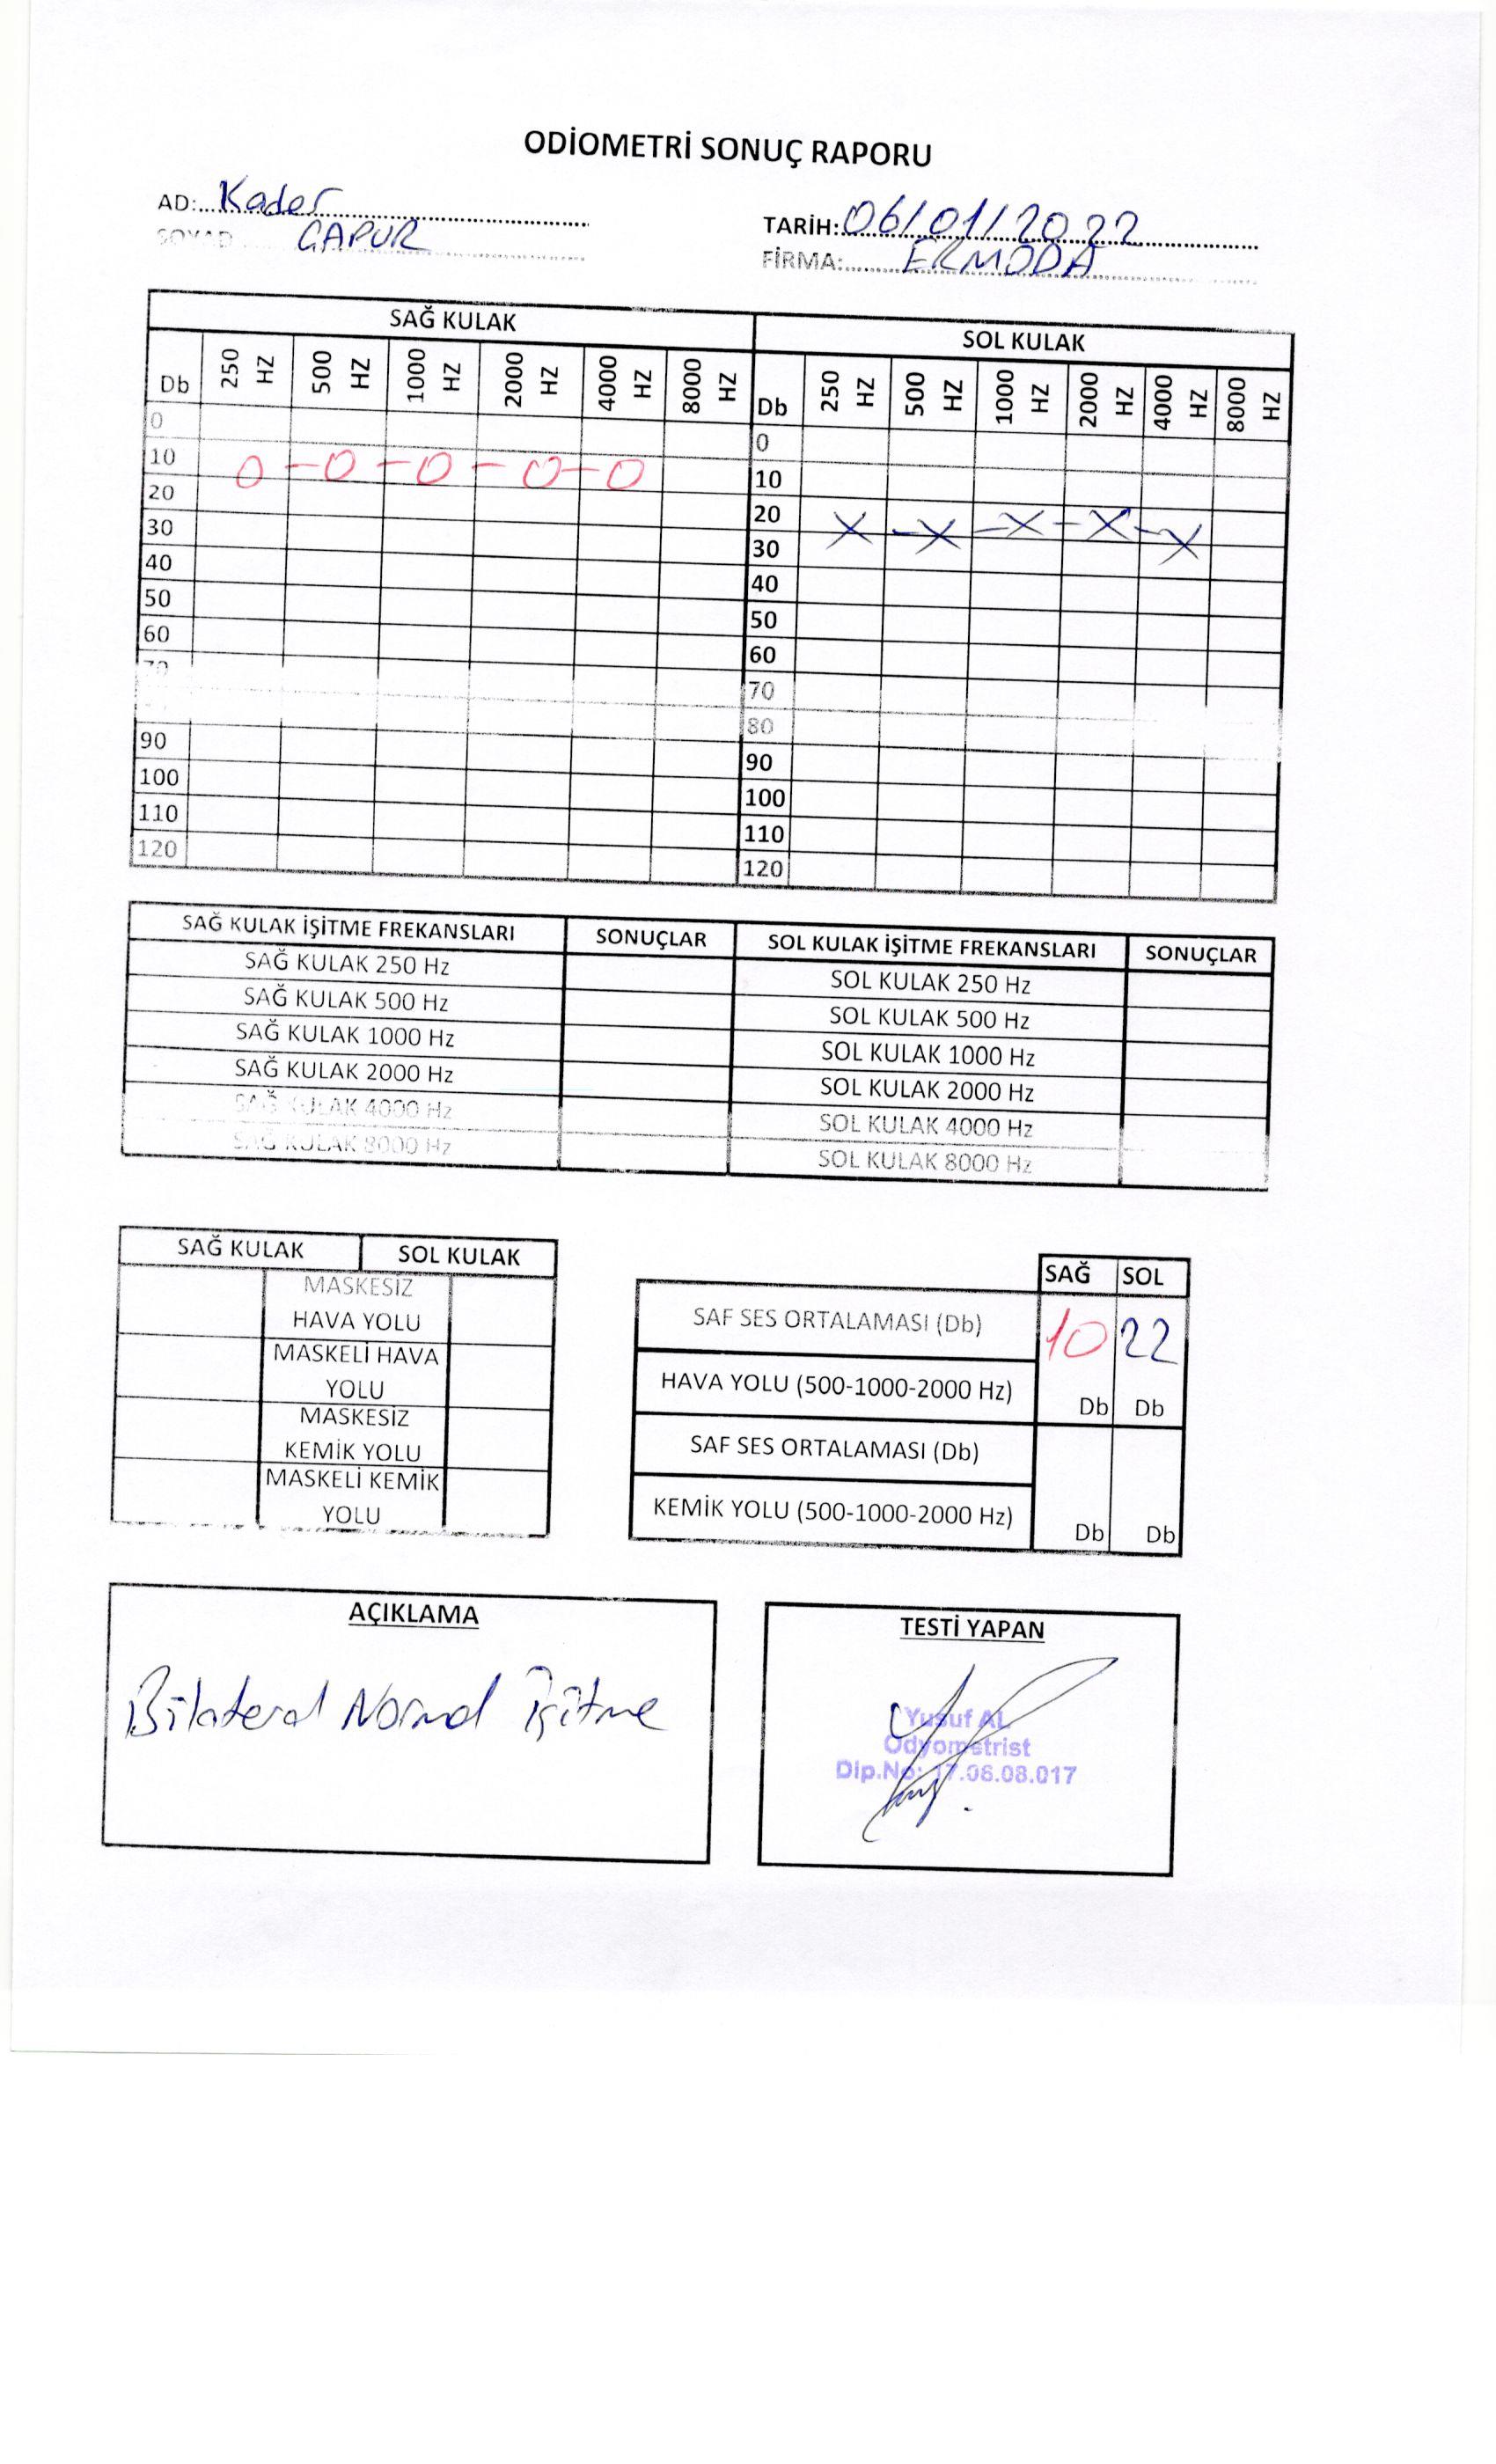 ODİOMETRİ SONUÇ RAPORU
AD: Kader
TARİH: 06/01/2022
SOYAD GAPUR
FİRMA: ERMODA
SAĞ KULAK SOL KULAK
Db 250 HZ 500 HZ 1000 HZ 2000 HZ 4000 HZ 8000 HZ Db 250 HZ 500 HZ 1000 HZ 2000 HZ 4000 HZ 8000 HZ
0 0
10 O-O-O-O-O 10
20 20 X-X-X-X-X
30 30
40 40
50 50
60 60
70 70
80
90 90
100 100
110 110
120 120
SAĞ KULAK İŞİTME FREKANSLARI SONUÇLAR SOL KULAK İŞİTME FREKANSLARI SONUÇLAR
SAĞ KULAK 250 Hz SOL KULAK 250 Hz
SAĞ KULAK 500 Hz SOL KULAK 500 Hz
SAĞ KULAK 1000 Hz SOL KULAK 1000 Hz
SAĞ KULAK 2000 Hz SOL KULAK 2000 Hz
SAĞ KULAK 4000 Hz SOL KULAK 4000 Hz
SAĞ KULAK 8000 Hz SOL KULAK 8000 Hz
SAĞ KULAK SOL KULAK
MASKESİZ
HAVA YOLU
MASKELİ HAVA
YOLU
MASKESİZ
KEMİK YOLU
MASKELİ KEMİK
YOLU
SAĞ SOL
SAF SES ORTALAMASI (Db) 10 22
HAVA YOLU (500-1000-2000 Hz) Db Db
SAF SES ORTALAMASI (Db)
KEMİK YOLU (500-1000-2000 Hz) Db Db
AÇIKLAMA
Bilateral Normal İşitme
TESTİ YAPAN
Yusuf AL
Odyometrist
Dip.No: 17.06.08.017